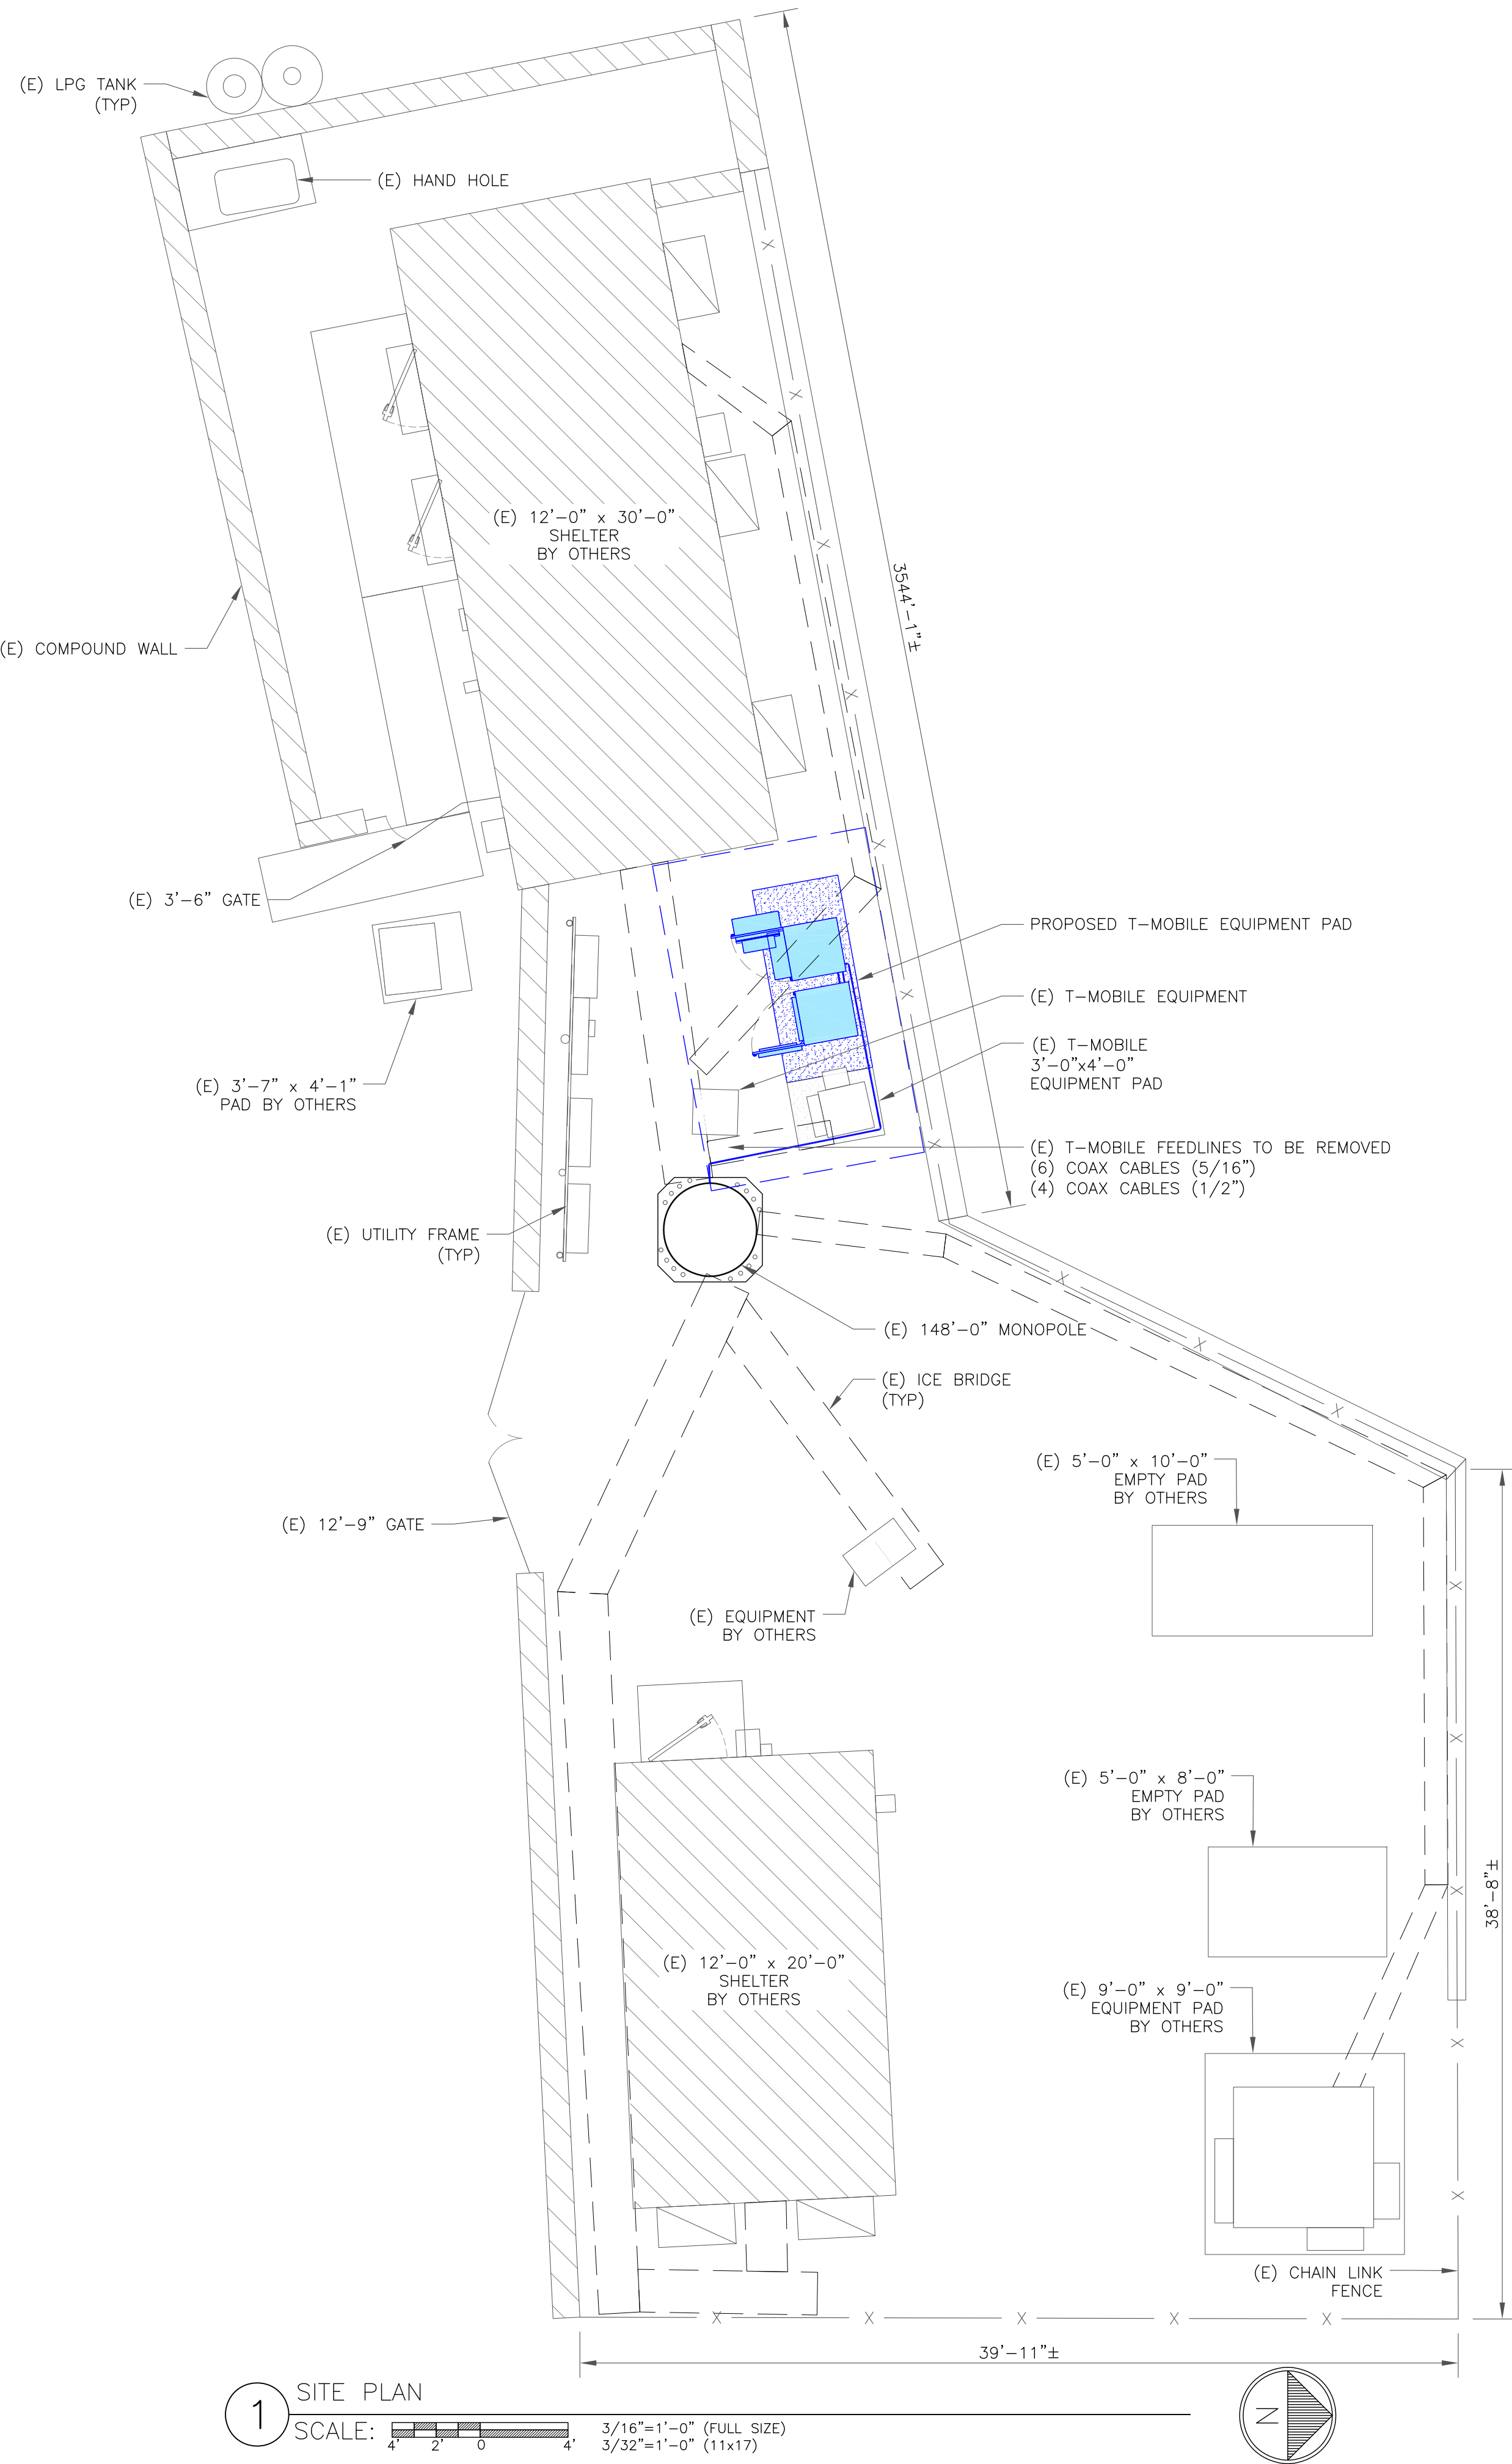 (E) LPG TANK
(TYP)
(E) HAND HOLE
(E) 12'-0" x 30'-0"
SHELTER
BY OTHERS
3544'-1"±
(E) COMPOUND WALL
(E) 3'-6" GATE
PROPOSED T-MOBILE EQUIPMENT PAD
(E) T-MOBILE EQUIPMENT
(E) T-MOBILE
3'-0"x4'-0"
EQUIPMENT PAD
(E) 3'-7" x 4'-1"
PAD BY OTHERS
(E) T-MOBILE FEEDLINES TO BE REMOVED
(6) COAX CABLES (5/16")
(4) COAX CABLES (1/2")
(E) UTILITY FRAME
(TYP)
(E) 148'-0" MONOPOLE
(E) ICE BRIDGE
(TYP)
(E) 5'-0" x 10'-0"
EMPTY PAD
BY OTHERS
(E) 12'-9" GATE
(E) EQUIPMENT
BY OTHERS
(E) 5'-0" x 8'-0"
EMPTY PAD
BY OTHERS
38'-8"±
(E) 12'-0" x 20'-0"
SHELTER
BY OTHERS
(E) 9'-0" x 9'-0"
EQUIPMENT PAD
BY OTHERS
(E) CHAIN LINK
FENCE
39'-11"±
1
SITE PLAN
SCALE:
4' 2' 0 4'
3/16"=1'-0" (FULL SIZE)
3/32"=1'-0" (11x17)
N